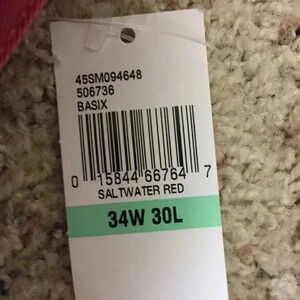 45SM094648
506736
BASIX
0 15844 66764 7
SALTWATER RED
34W 30L